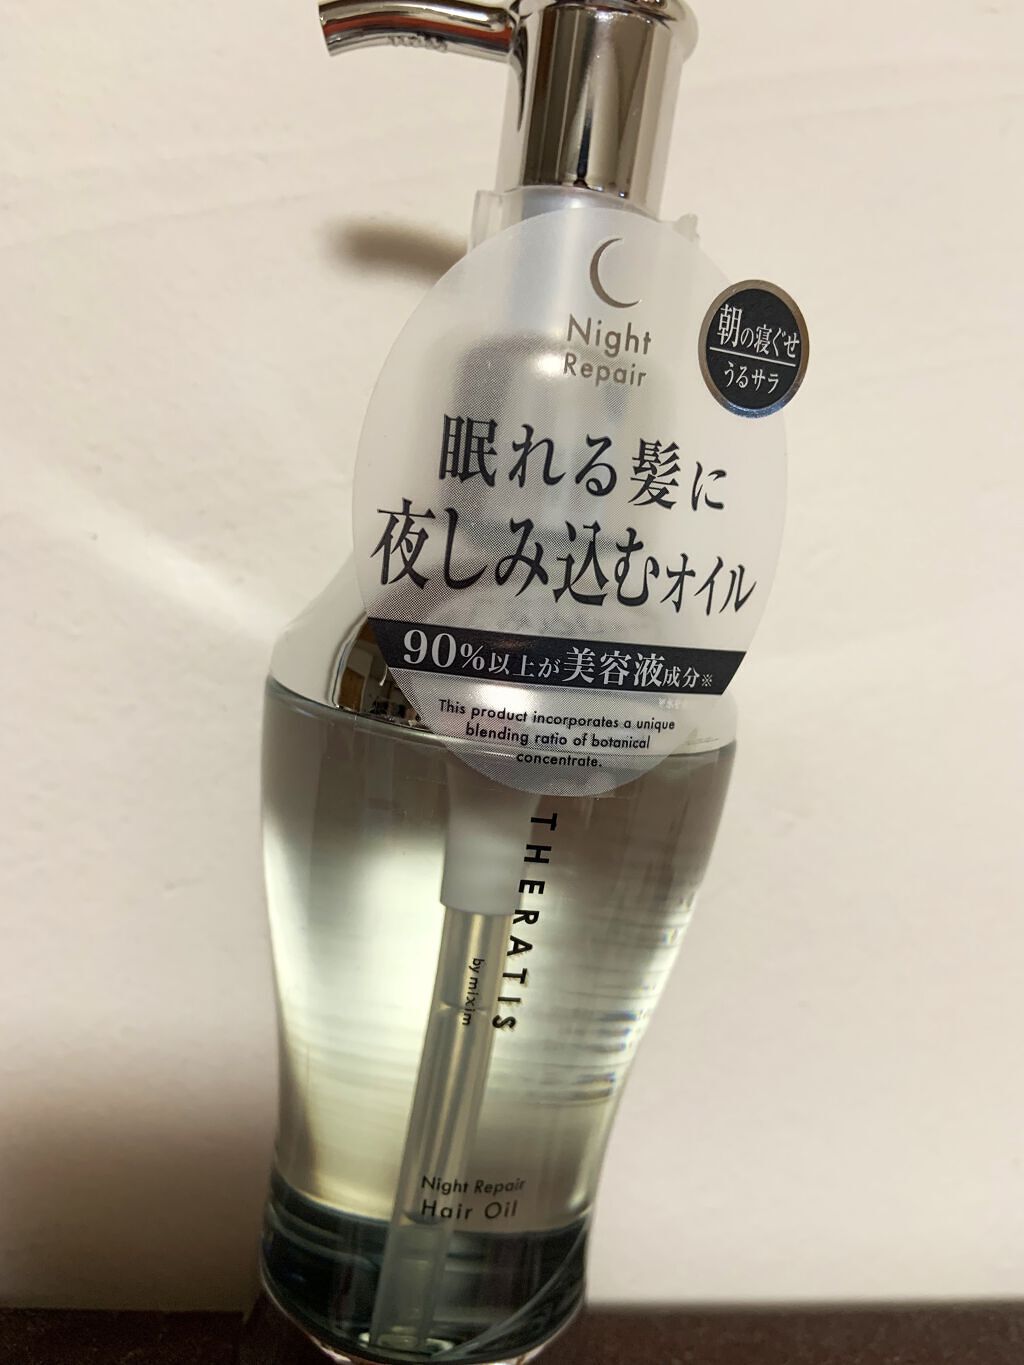 Night
Repair
朝の寝ぐせ
うるサラ
眠れる髪に
夜しみ込むオイル
90%以上が美容液成分※
This product incorporates a unique
blending ratio of botanical
concentrate.
THERATIS
by mixim
Night Repair
Hair Oil